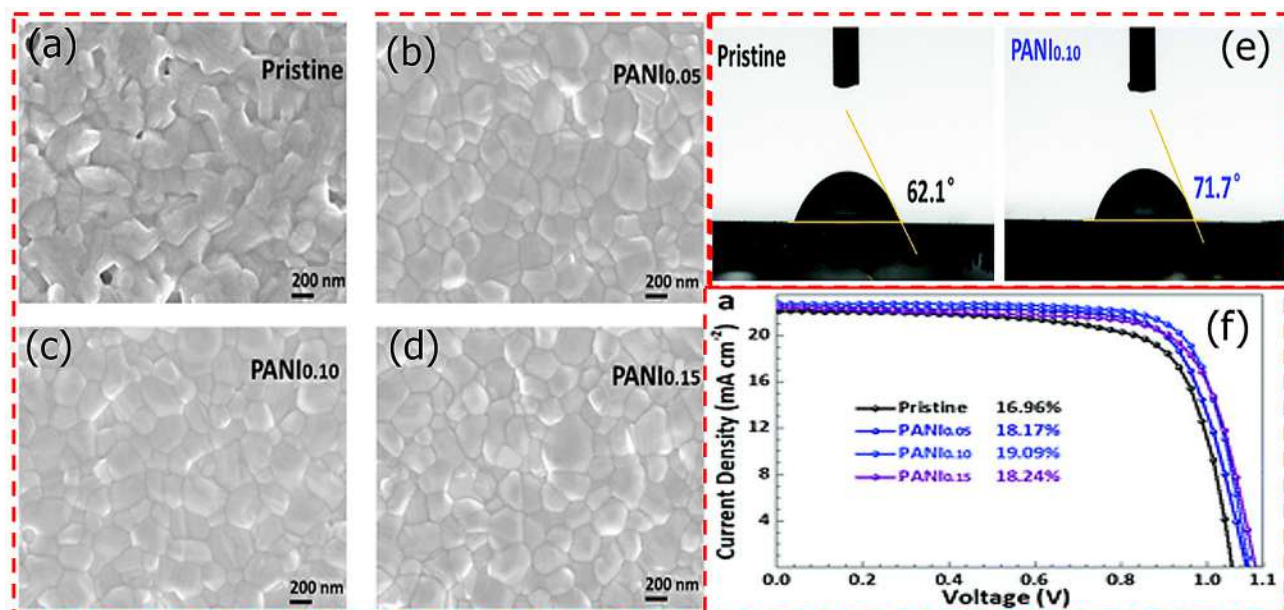 (a)
Pristine
200 nm
(b)
PANI0.05
200 nm
(c)
PANI0.10
200 nm
(d)
PANI0.15
200 nm
Pristine
62.1°
PANI0.10
(e)
71.7°
a
(f)
Current Density (mA cm-2)
20
16
12
8
4
Pristine 16.96%
PANI0.05 18.17%
PANI0.10 19.09%
PANI0.15 18.24%
0.0 0.2 0.4 0.6 0.8 1.0 1.1
Voltage (V)